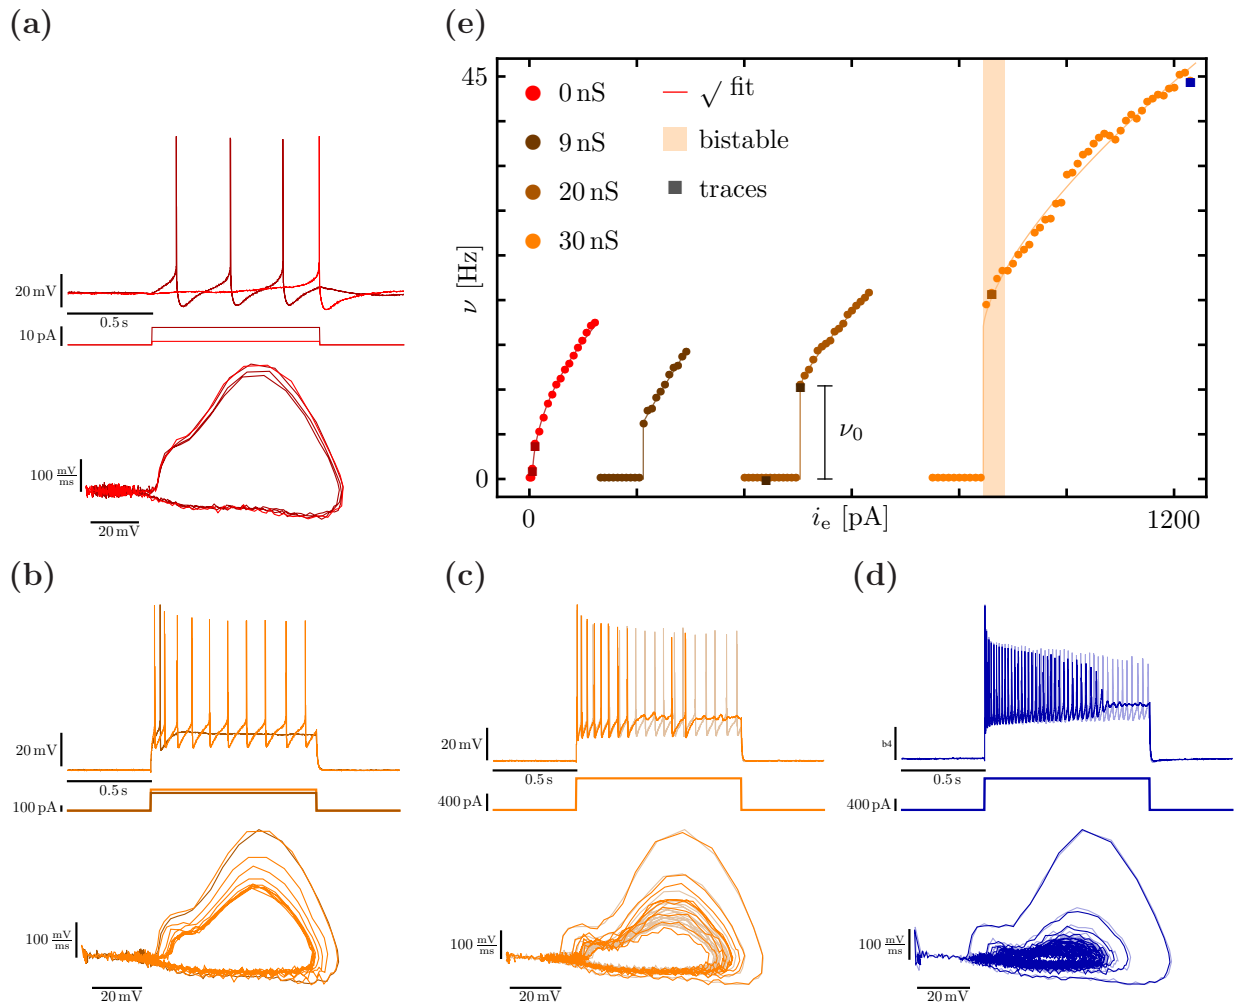 (a)
20 mV
0.5 s
10 pA
100 mV/ms
20 mV
(e)
45
0
ν [Hz]
0 nS
9 nS
20 nS
30 nS
√ fit
bistable
traces
ν₀
0
iₑ [pA]
1200
(b)
20 mV
0.5 s
100 pA
100 mV/ms
20 mV
(c)
20 mV
0.5 s
400 pA
100 mV/ms
20 mV
(d)
b4
0.5 s
400 pA
100 mV/ms
20 mV